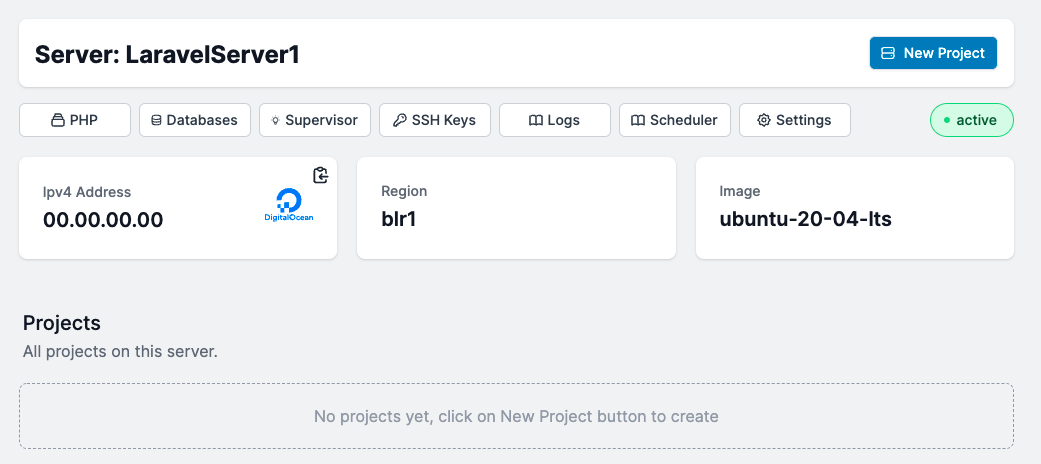 Server: LaravelServer1
New Project
PHP
Databases
Supervisor
SSH Keys
Logs
Scheduler
Settings
active
Ipv4 Address
00.00.00.00
DigitalOcean
Region
blr1
Image
ubuntu-20-04-lts
Projects
All projects on this server.
No projects yet, click on New Project button to create